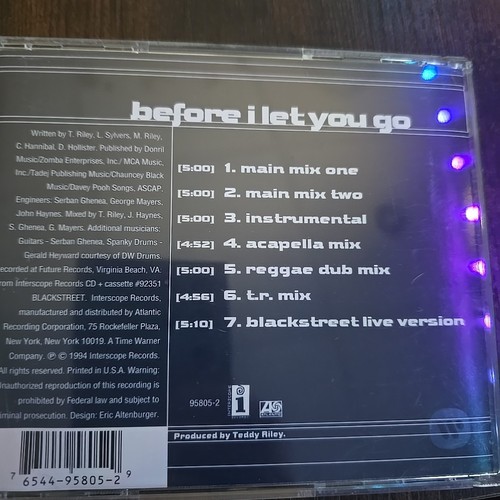 before i let you go
Written by T. Riley, L. Sylvers, M. Riley,
C. Hannibal, D. Hollister. Published by Donril
Music/Zomba Enterprises, Inc./ MCA Music,
Inc./Tadej Publishing Music/Chauncey Black
Music/Davey Pooh Songs, ASCAP.
Engineers: Serban Ghenea, George Mayers,
John Haynes. Mixed by T. Riley, J. Haynes,
S. Ghenea, G. Mayers. Additional musicians:
Guitars - Serban Ghenea, Spanky Drums -
Gerald Heyward courtesy of DW Drums
ecorded at Future Records, Virginia Beach, VA.
rom Interscope Records CD + cassette #92351
BLACKSTREET. Interscope Records,
manufactured and distributed by Atlantic
Recording Corporation, 75 Rockefeller Plaza,
New York, New York 10019. A Time Warner
Company. ℗ © 1994 Interscope Records.
All rights reserved. Printed in U.S.A. Warning:
Unauthorized reproduction of this recording is
prohibited by Federal law and subject to
iminal prosecution. Design: Eric Altenburger.
[5:00] 1. main mix one
[5:00] 2. main mix two
[5:00] 3. instrumental
[4:52] 4. acapella mix
[5:00] 5. reggae dub mix
[4:56] 6. t.r. mix
[5:10] 7. blackstreet live version
95805-2
Produced by Teddy Riley.
7 6544-95805-2 9